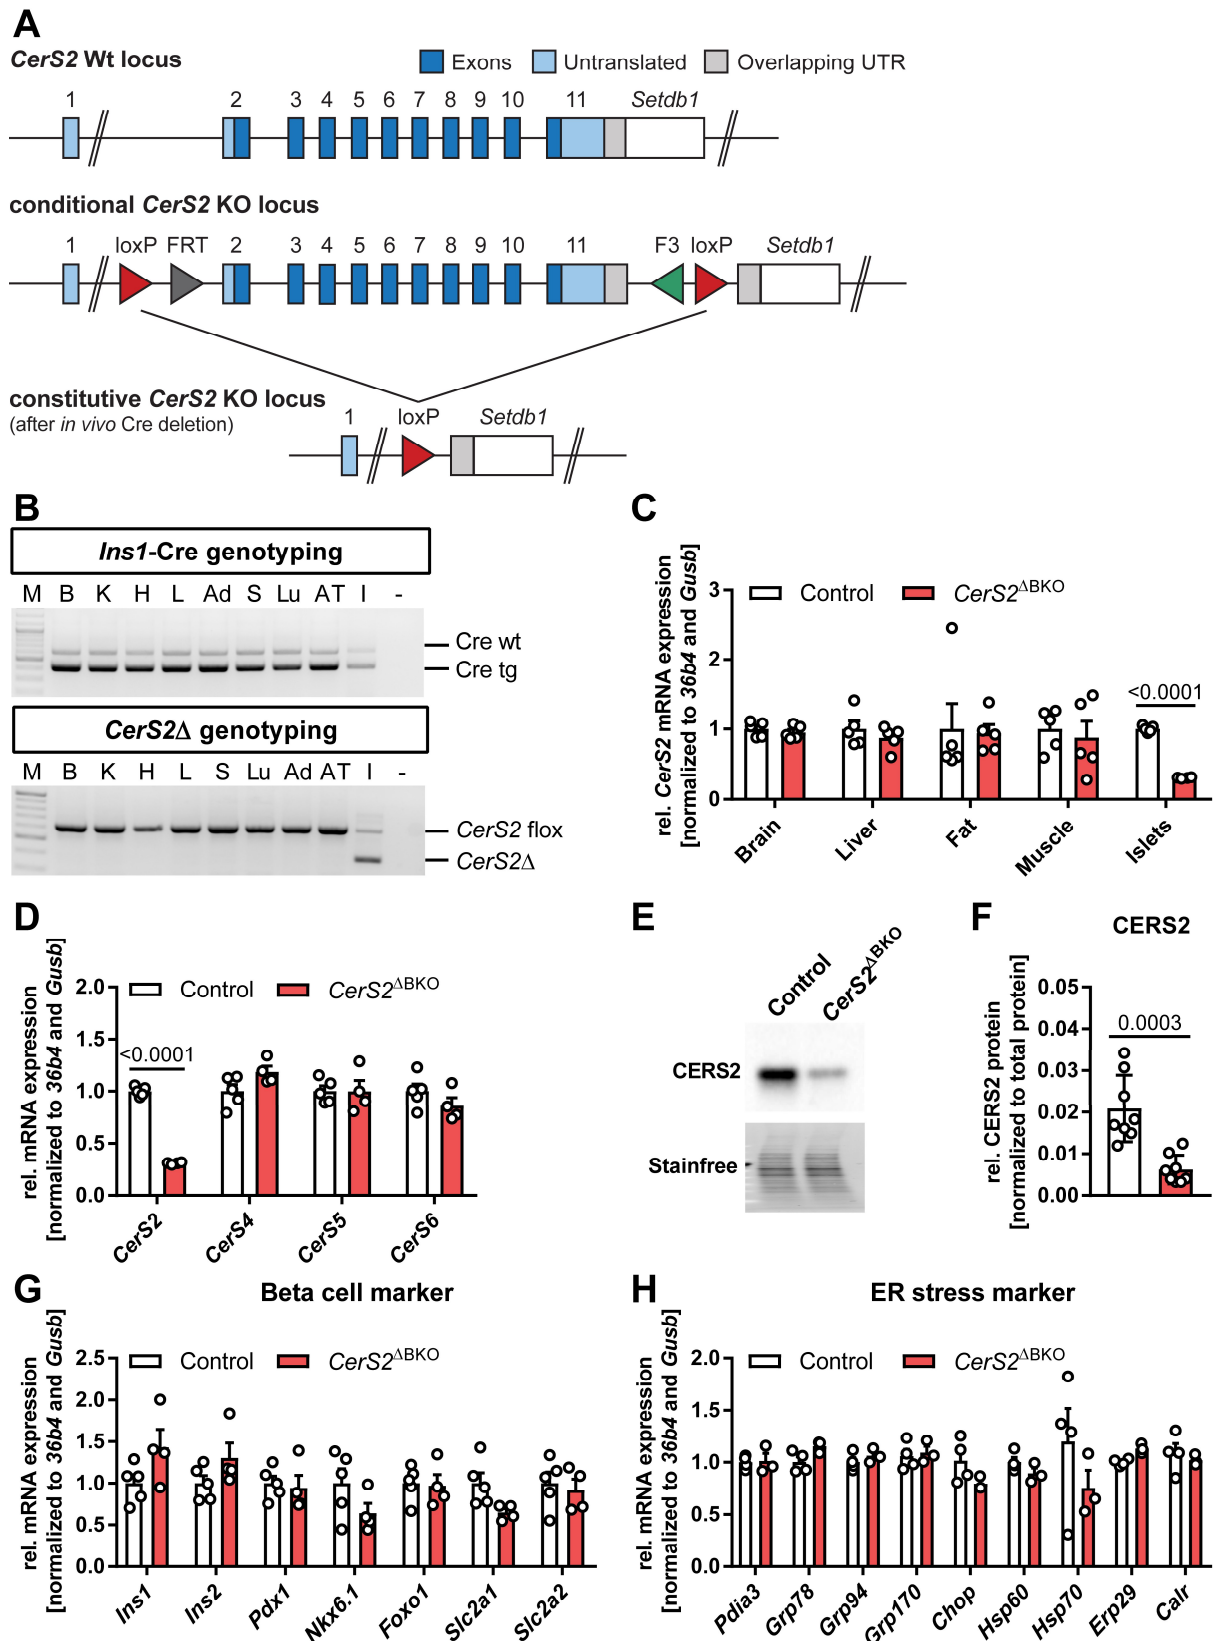 A
CerS2 Wt locus
Exons Untranslated Overlapping UTR
1 2 3 4 5 6 7 8 9 10 11 Setdb1
conditional CerS2 KO locus
1 loxP FRT 2 3 4 5 6 7 8 9 10 11 F3 loxP Setdb1
constitutive CerS2 KO locus
(after in vivo Cre deletion)
1 loxP Setdb1
B
Ins1-Cre genotyping
M B K H L Ad S Lu AT I -
Cre wt
Cre tg
CerS2Δ genotyping
M B K H L S Lu Ad AT I -
CerS2 flox
CerS2Δ
C
rel. CerS2 mRNA expression
[normalized to 36b4 and Gusb]
Control CerS2ΔBKO
3
2
1
0
<0.0001
Brain Liver Fat Muscle Islets
D
rel. mRNA expression
[normalized to 36b4 and Gusb]
Control CerS2ΔBKO
2.0
1.5
1.0
0.5
0.0
<0.0001
CerS2 CerS4 CerS5 CerS6
E
Control CerS2ΔBKO
CERS2
Stainfree
F
CERS2
rel. CERS2 protein
[normalized to total protein]
0.05
0.04
0.03
0.02
0.01
0.00
0.0003
G
Beta cell marker
rel. mRNA expression
[normalized to 36b4 and Gusb]
Control CerS2ΔBKO
2.5
2.0
1.5
1.0
0.5
0.0
Ins1 Ins2 Pdx1 Nkx6.1 Foxo1 Slc2a1 Slc2a2
H
ER stress marker
rel. mRNA expression
[normalized to 36b4 and Gusb]
Control CerS2ΔBKO
2.0
1.5
1.0
0.5
0.0
Pdia3 Grp78 Grp94 Grp170 Chop Hsp60 Hsp70 Erp29 Calr